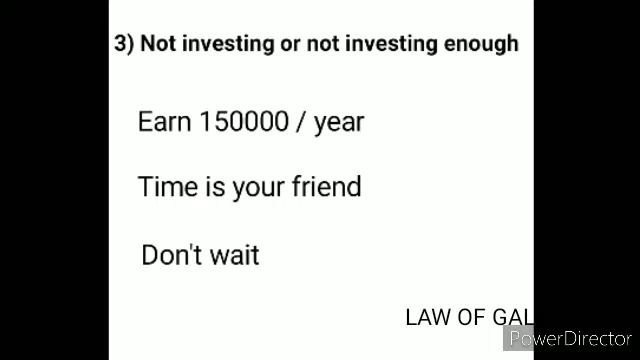 3) Not investing or not investing enough
Earn 150000 / year
Time is your friend
Don't wait
LAW OF GAL
PowerDirector